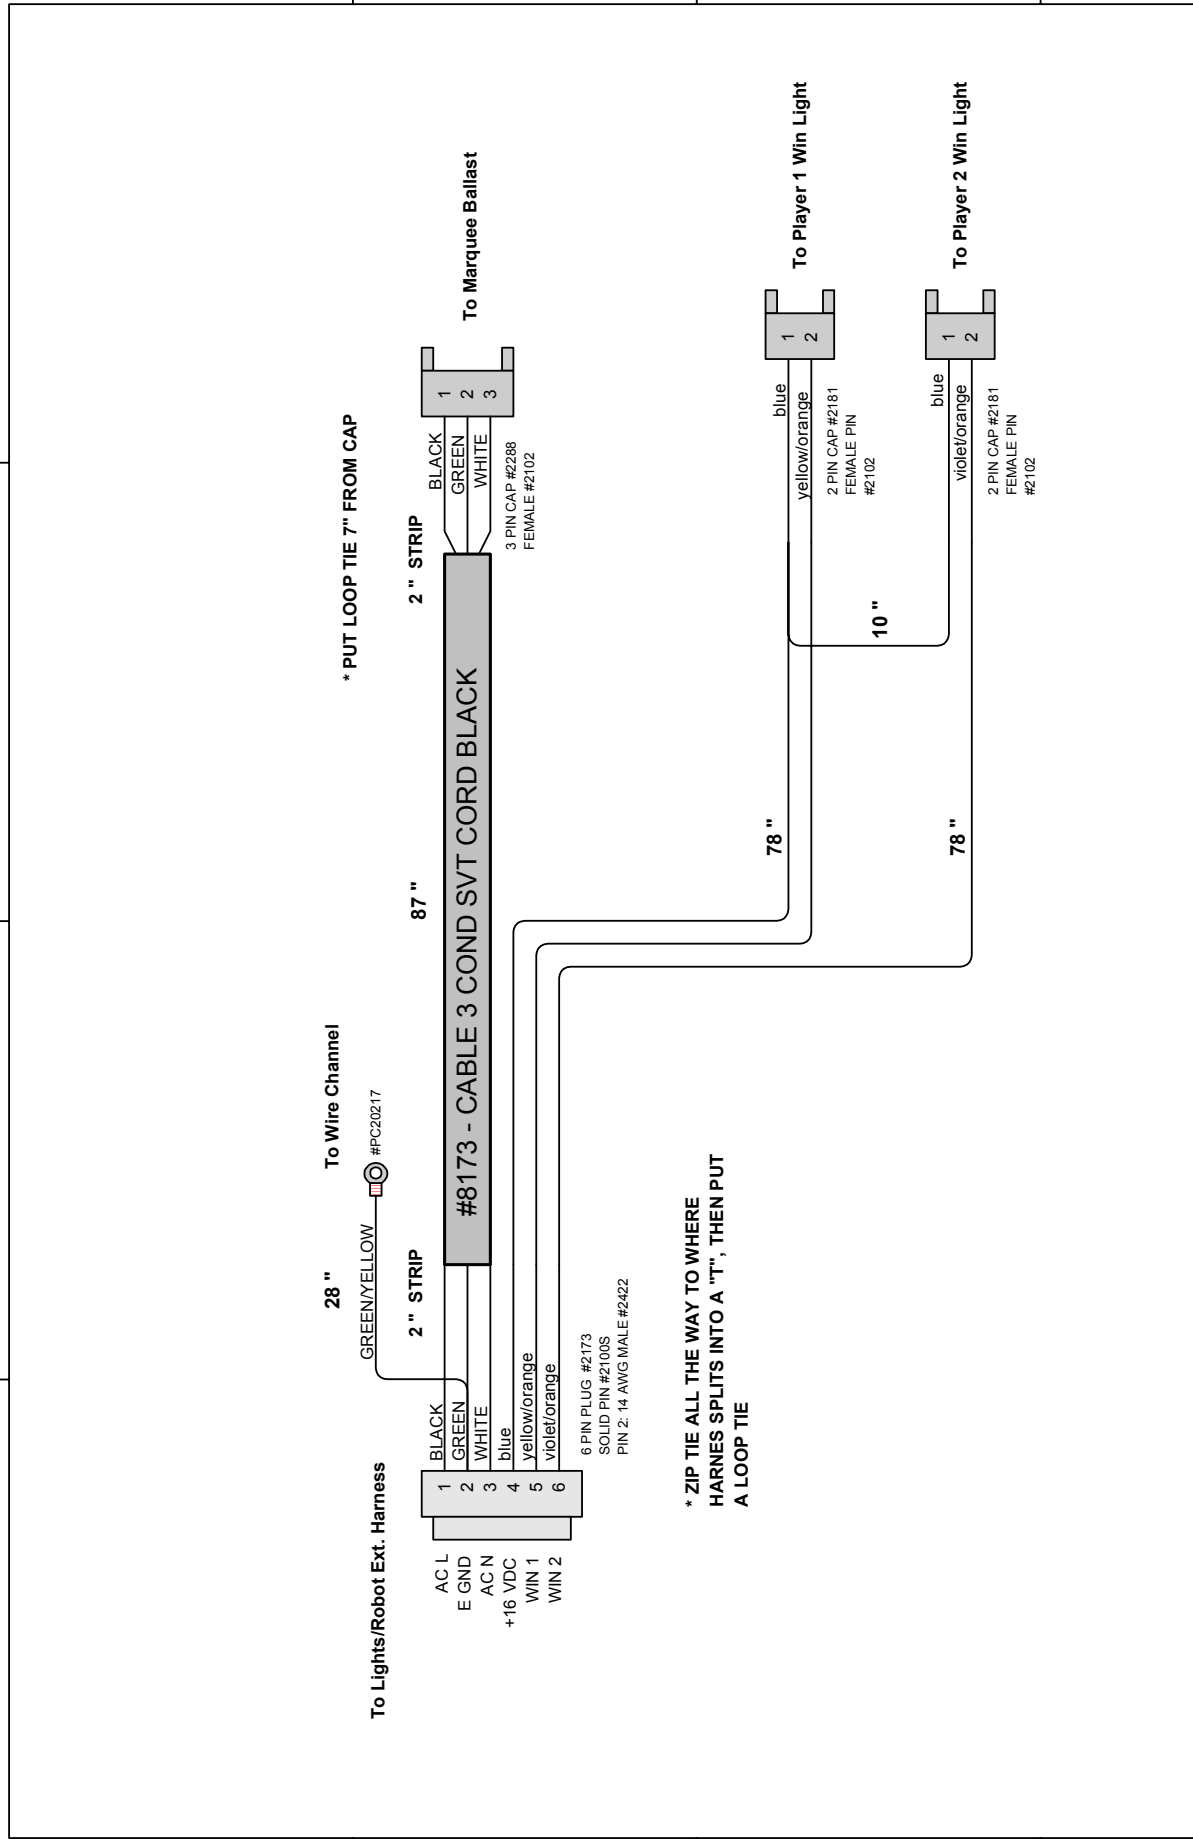 * PUT LOOP TIE 7" FROM CAP
To Wire Channel
28 "
GREEN/YELLOW
#PC20217
2 " STRIP
87 "
2 " STRIP
To Lights/Robot Ext. Harness
To Marquee Ballast
AC L
E GND
AC N
+16 VDC
WIN 1
WIN 2
1
2
3
4
5
6
BLACK
GREEN
WHITE
blue
yellow/orange
violet/orange
6 PIN PLUG #2173
SOLID PIN #2100S
PIN 2: 14 AWG MALE #2422
#8173 - CABLE 3 COND SVT CORD BLACK
BLACK
GREEN
WHITE
1
2
3
3 PIN CAP #2288
FEMALE #2102
* ZIP TIE ALL THE WAY TO WHERE
HARNES SPLITS INTO A "T", THEN PUT
A LOOP TIE
78 "
blue
yellow/orange
1
2
To Player 1 Win Light
2 PIN CAP #2181
FEMALE PIN
#2102
10 "
78 "
blue
violet/orange
1
2
To Player 2 Win Light
2 PIN CAP #2181
FEMALE PIN
#2102